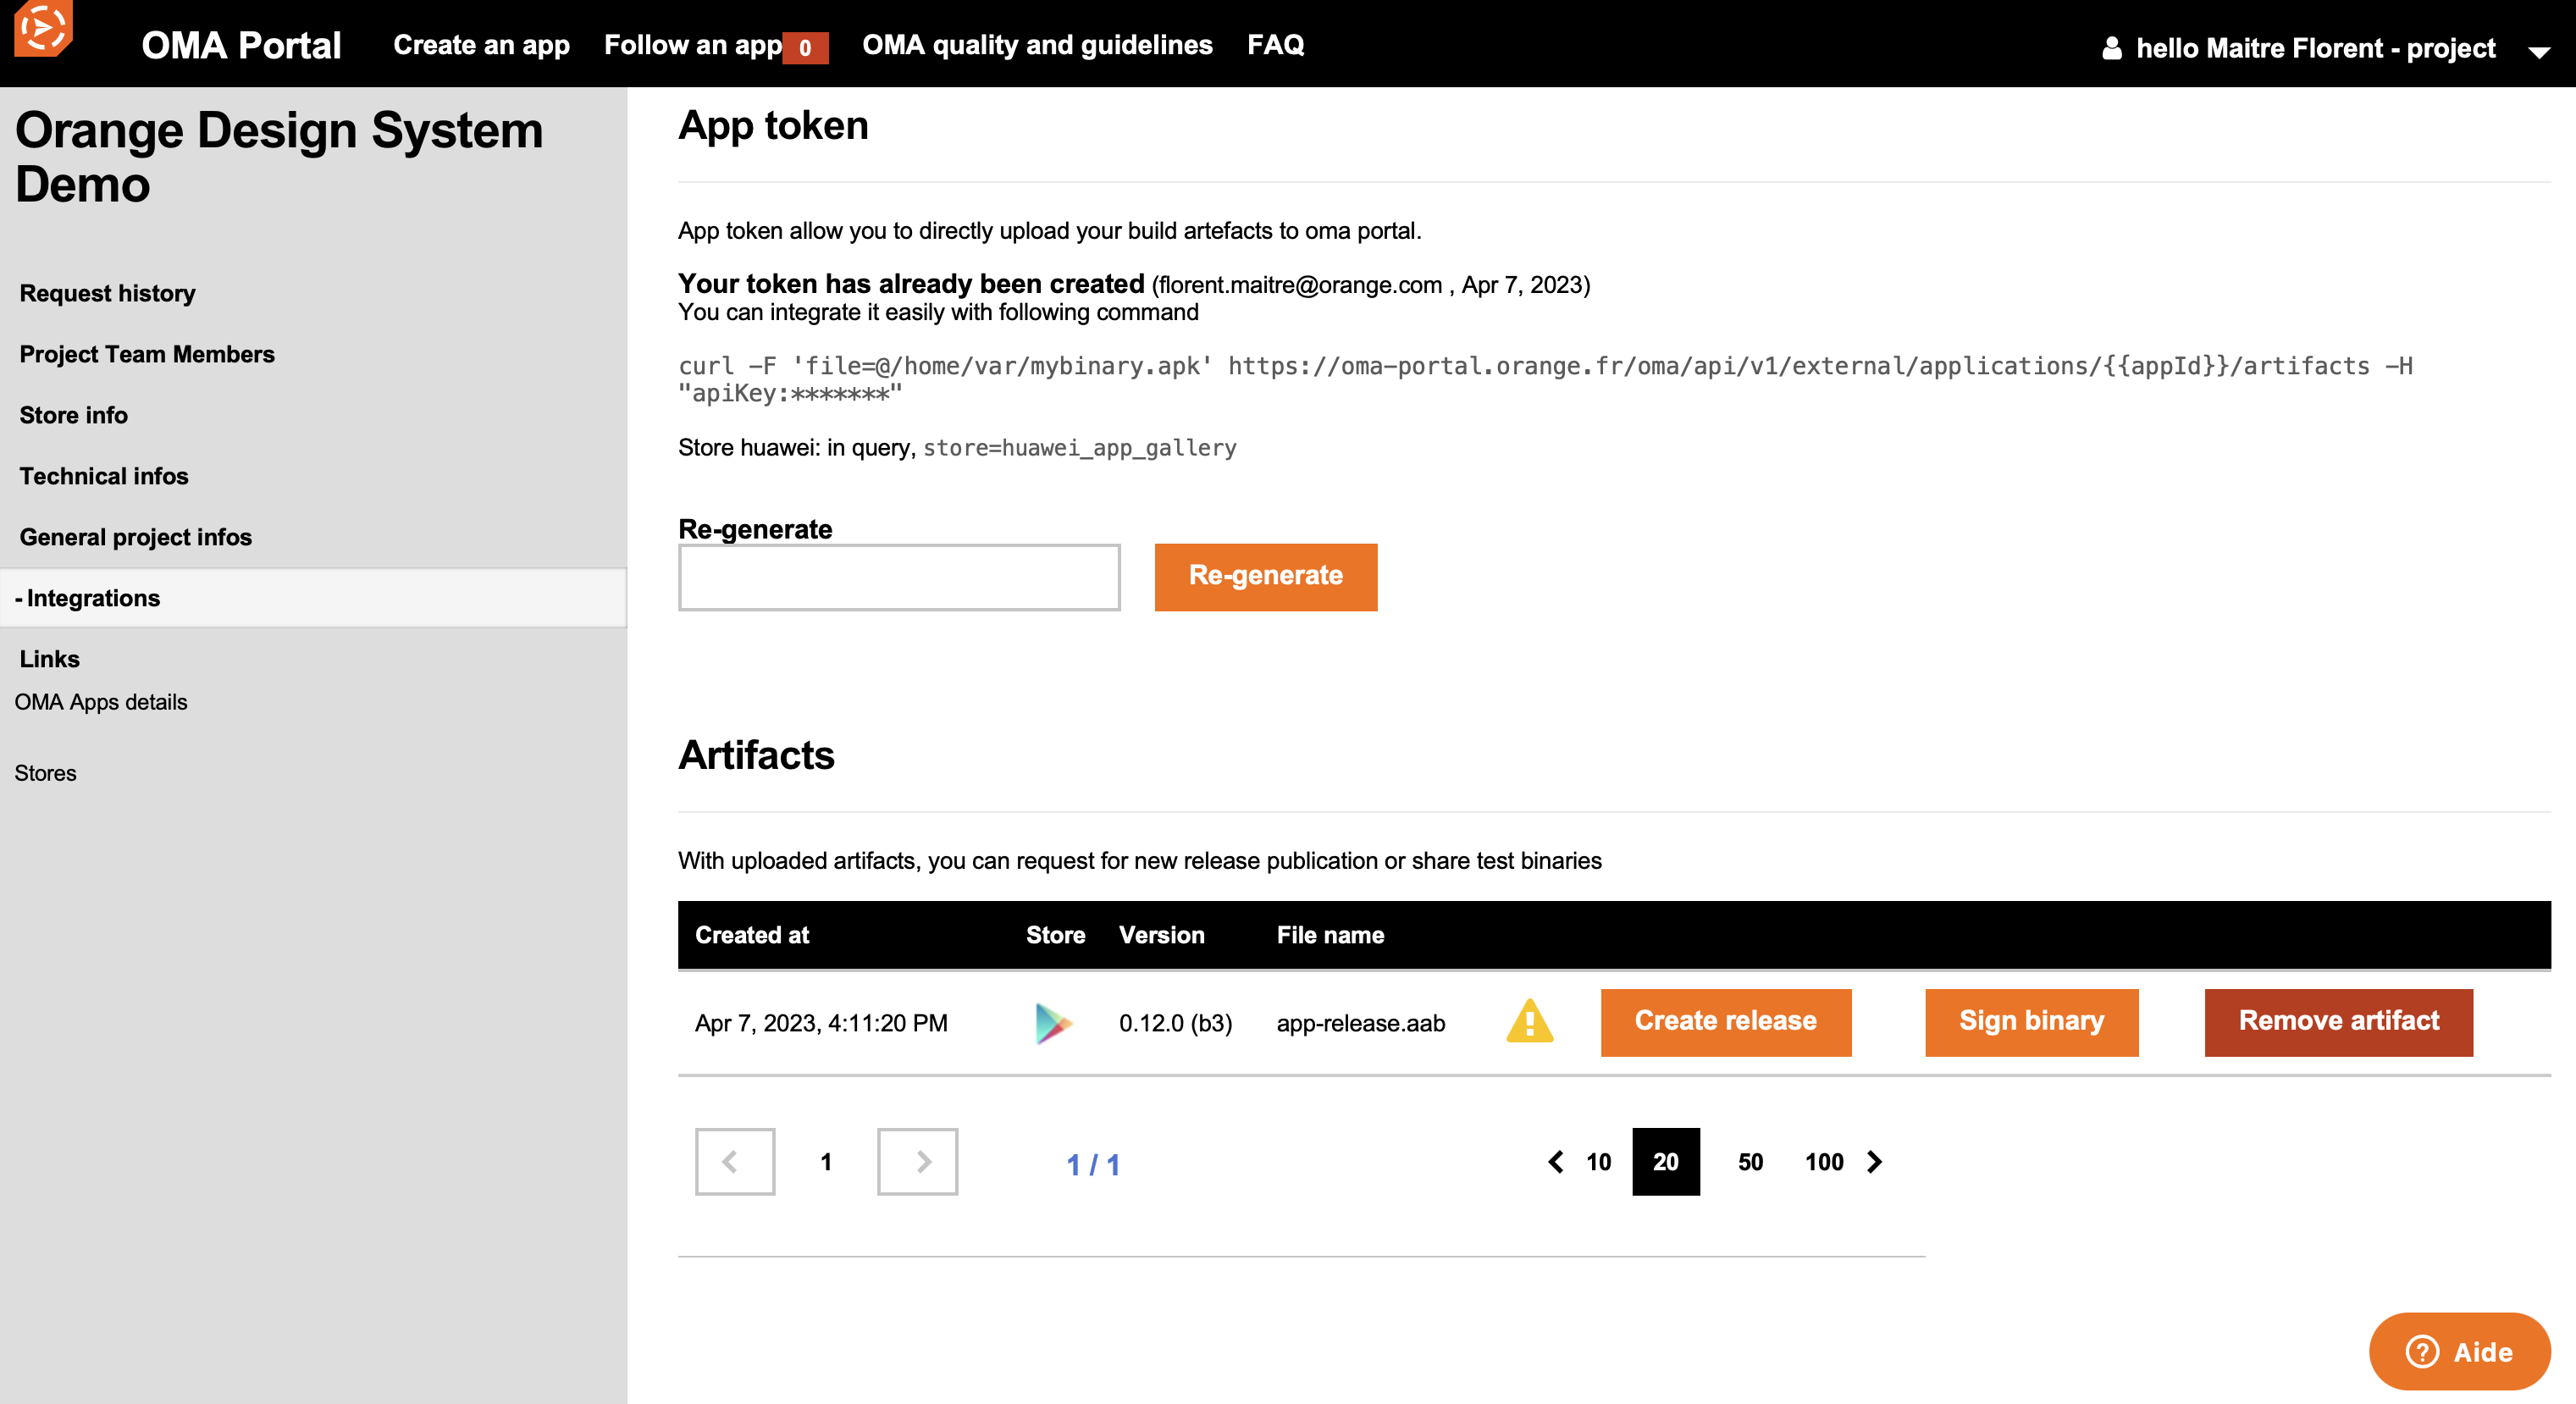 OMA Portal
Create an app
Follow an app 0
OMA quality and guidelines
FAQ
hello Maitre Florent - project
Orange Design System
Demo
Request history
Project Team Members
Store info
Technical infos
General project infos
- Integrations
Links
OMA Apps details
Stores
App token
App token allow you to directly upload your build artefacts to oma portal.
Your token has already been created (florent.maitre@orange.com , Apr 7, 2023)
You can integrate it easily with following command
curl -F 'file=@/home/var/mybinary.apk' https://oma-portal.orange.fr/oma/api/v1/external/applications/{{appId}}/artifacts -H
"apiKey:*******"
Store huawei: in query, store=huawei_app_gallery
Re-generate
Re-generate
Artifacts
With uploaded artifacts, you can request for new release publication or share test binaries
Created at Store Version File name
Apr 7, 2023, 4:11:20 PM 0.12.0 (b3) app-release.aab Create release Sign binary Remove artifact
1 1 / 1 10 20 50 100
Aide